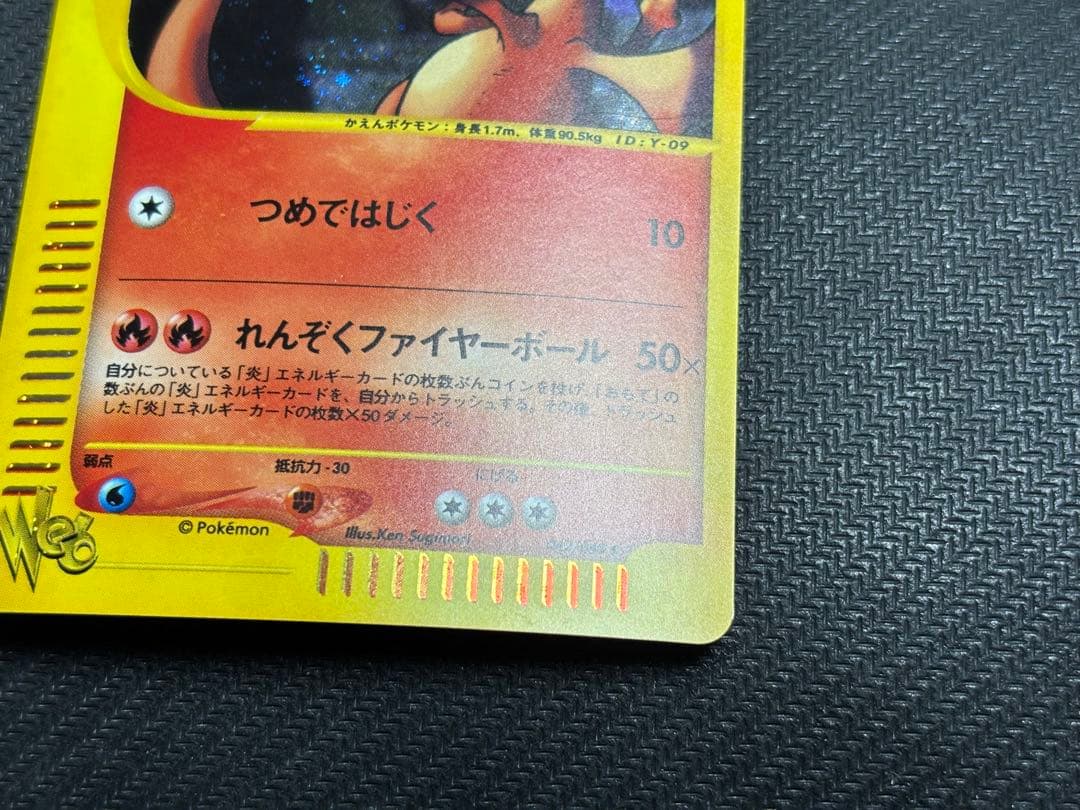 かえんポケモン：身長1.7m、体重90.5kg ID：Y-09
つめではじく 10
れんぞくファイヤーボール 50×
自分についている「炎」エネルギーカードの枚数ぶんコインを投げ、「おもて」の
数ぶんの「炎」エネルギーカードを、自分からトラッシュする。その後、トラッシュ
した「炎」エネルギーカードの枚数×50ダメージ。
弱点 抵抗力-30 にげる
©Pokémon Illus.Ken Sugimori
Web